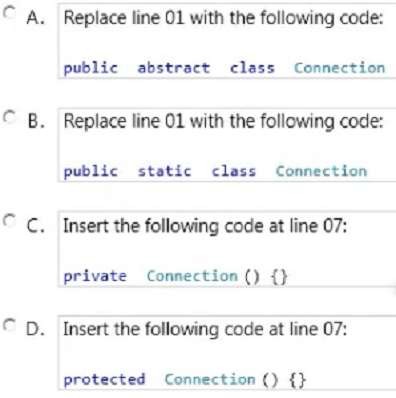 A. Replace line 01 with the following code:
public abstract class Connection
B. Replace line 01 with the following code:
public static class Connection
C. Insert the following code at line 07:
private Connection () {}
D. Insert the following code at line 07:
protected Connection () {}